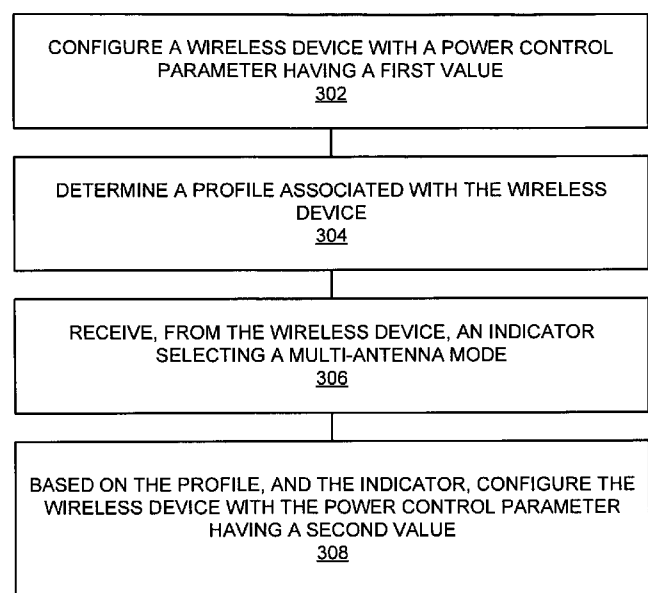 CONFIGURE A WIRELESS DEVICE WITH A POWER CONTROL
PARAMETER HAVING A FIRST VALUE
302
DETERMINE A PROFILE ASSOCIATED WITH THE WIRELESS
DEVICE
304
RECEIVE, FROM THE WIRELESS DEVICE, AN INDICATOR
SELECTING A MULTI-ANTENNA MODE
306
BASED ON THE PROFILE, AND THE INDICATOR, CONFIGURE THE
WIRELESS DEVICE WITH THE POWER CONTROL PARAMETER
HAVING A SECOND VALUE
308